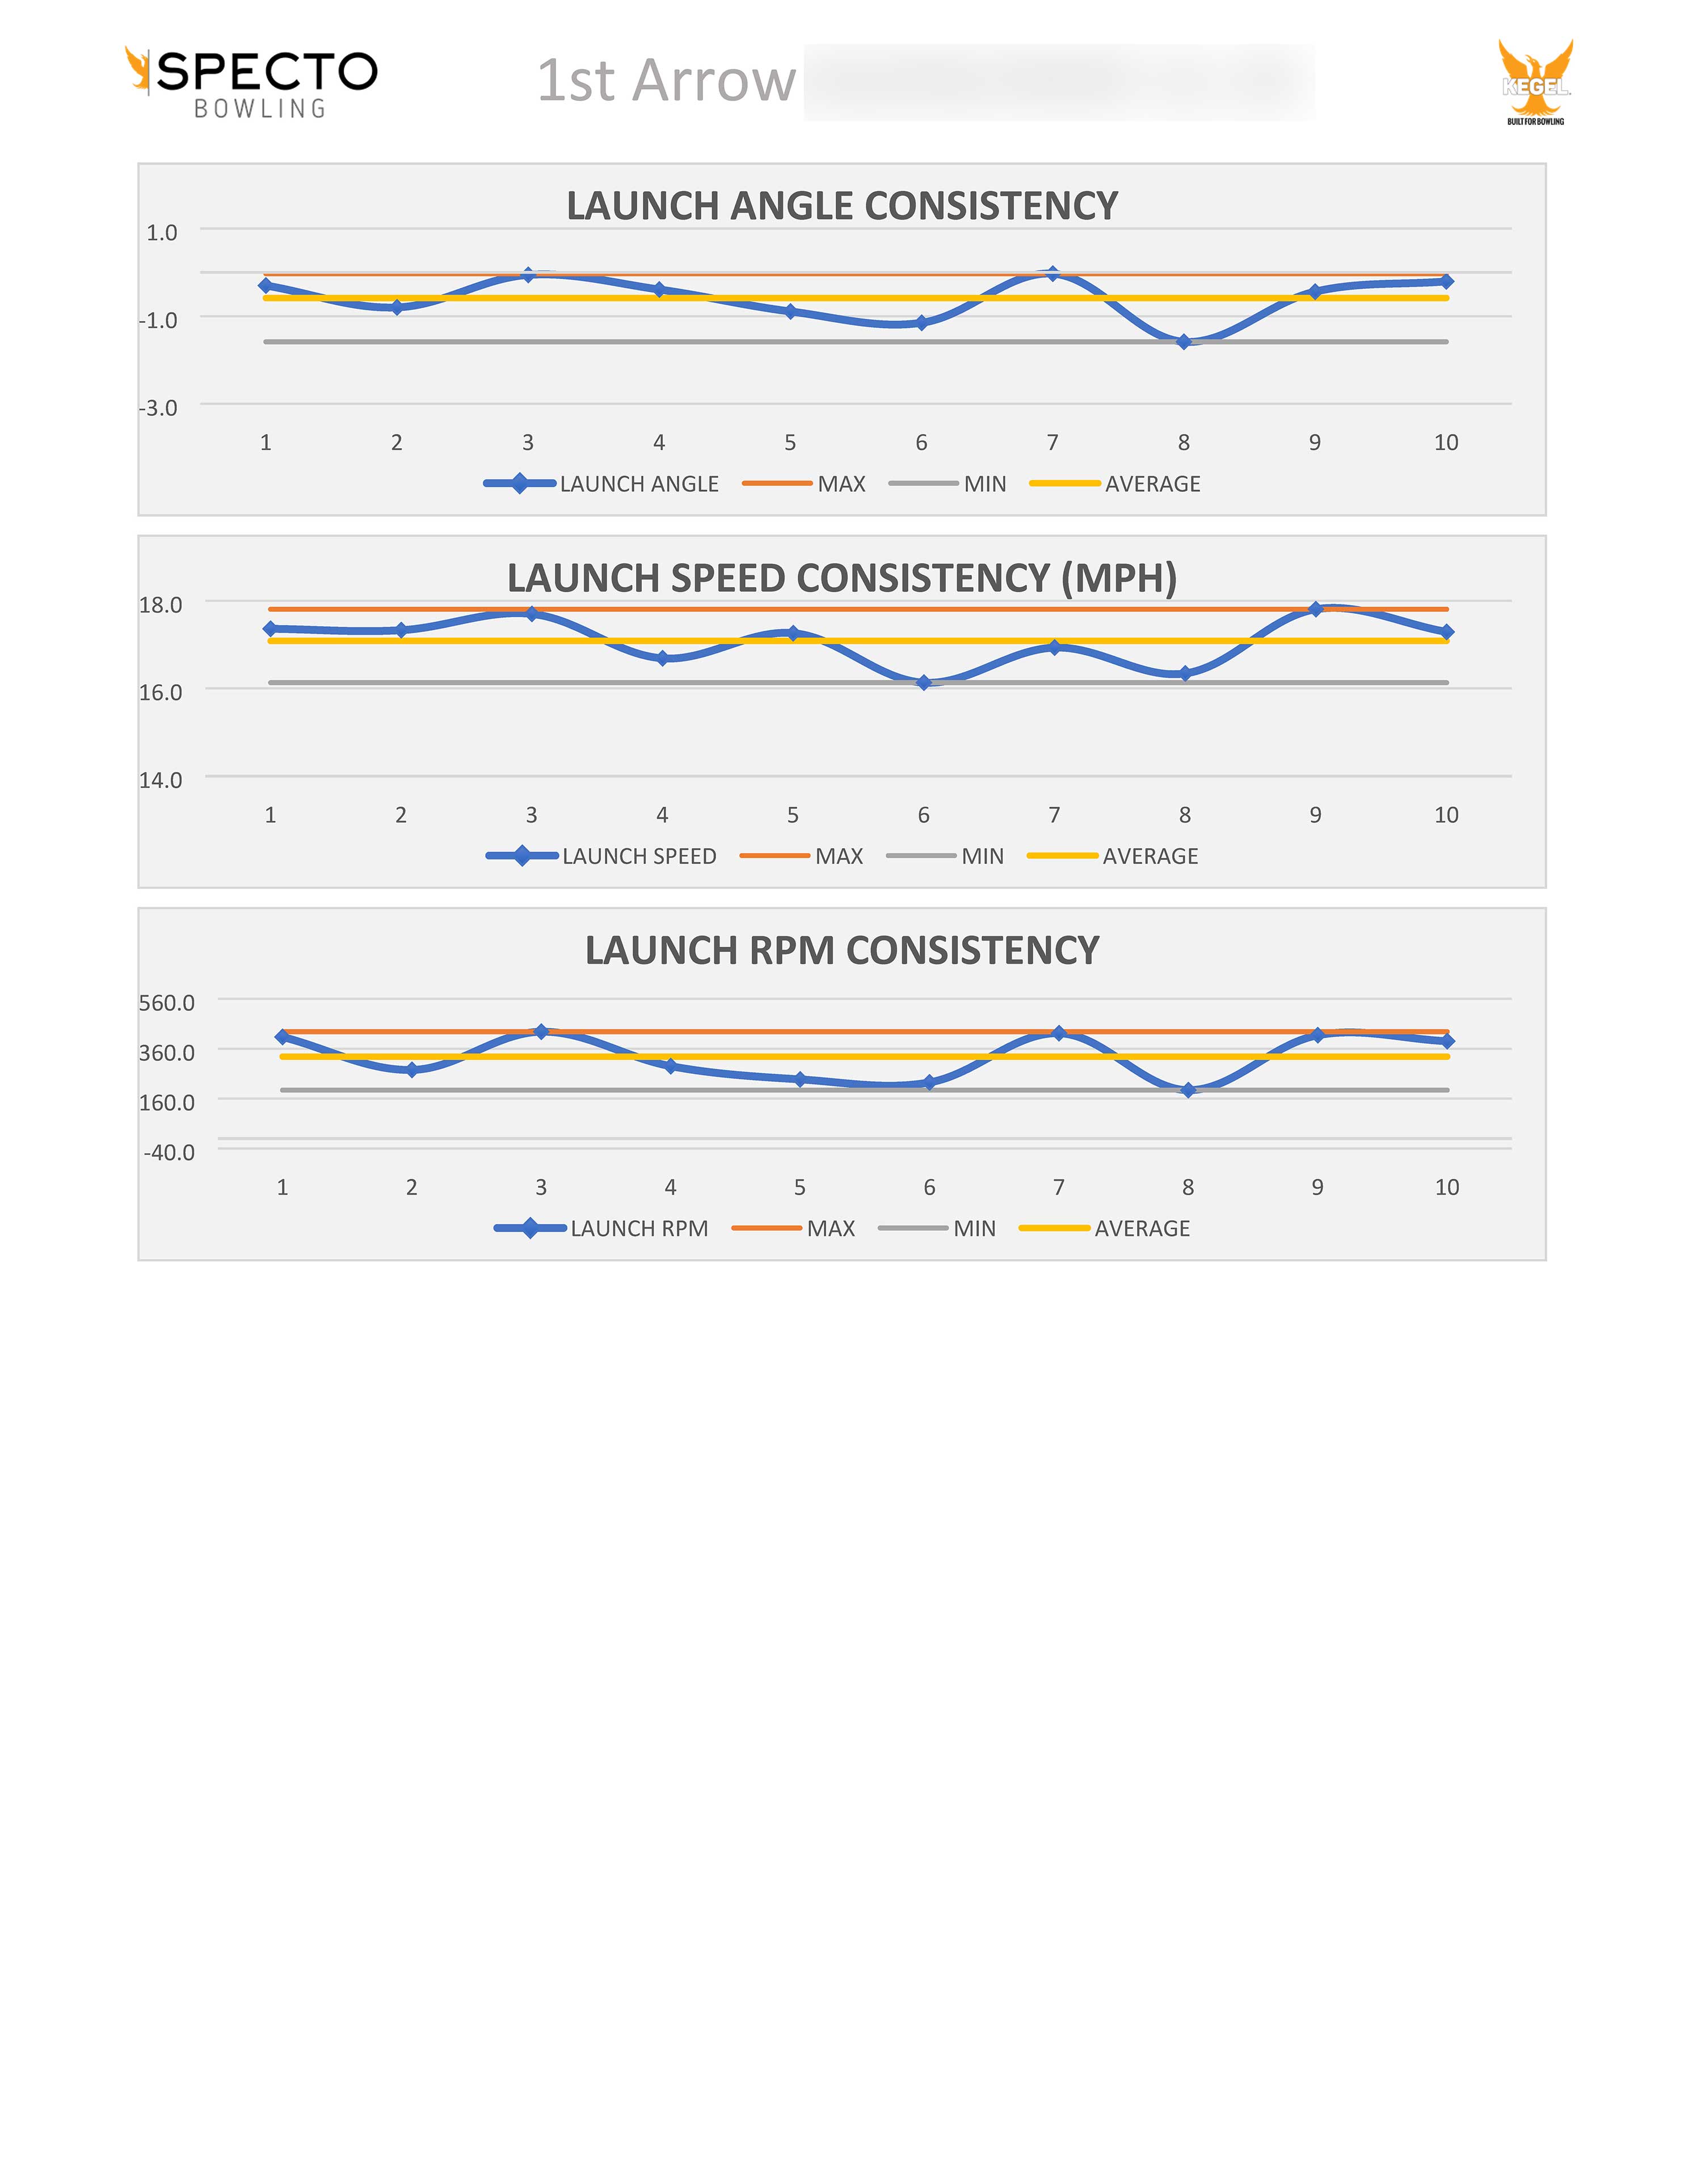 SPECTO
BOWLING
1st Arrow
KEGEL
BUILT FOR BOWLING
LAUNCH ANGLE CONSISTENCY
1.0
-1.0
-3.0
1 2 3 4 5 6 7 8 9 10
LAUNCH ANGLE MAX MIN AVERAGE
LAUNCH SPEED CONSISTENCY (MPH)
18.0
16.0
14.0
1 2 3 4 5 6 7 8 9 10
LAUNCH SPEED MAX MIN AVERAGE
LAUNCH RPM CONSISTENCY
560.0
360.0
160.0
-40.0
1 2 3 4 5 6 7 8 9 10
LAUNCH RPM MAX MIN AVERAGE